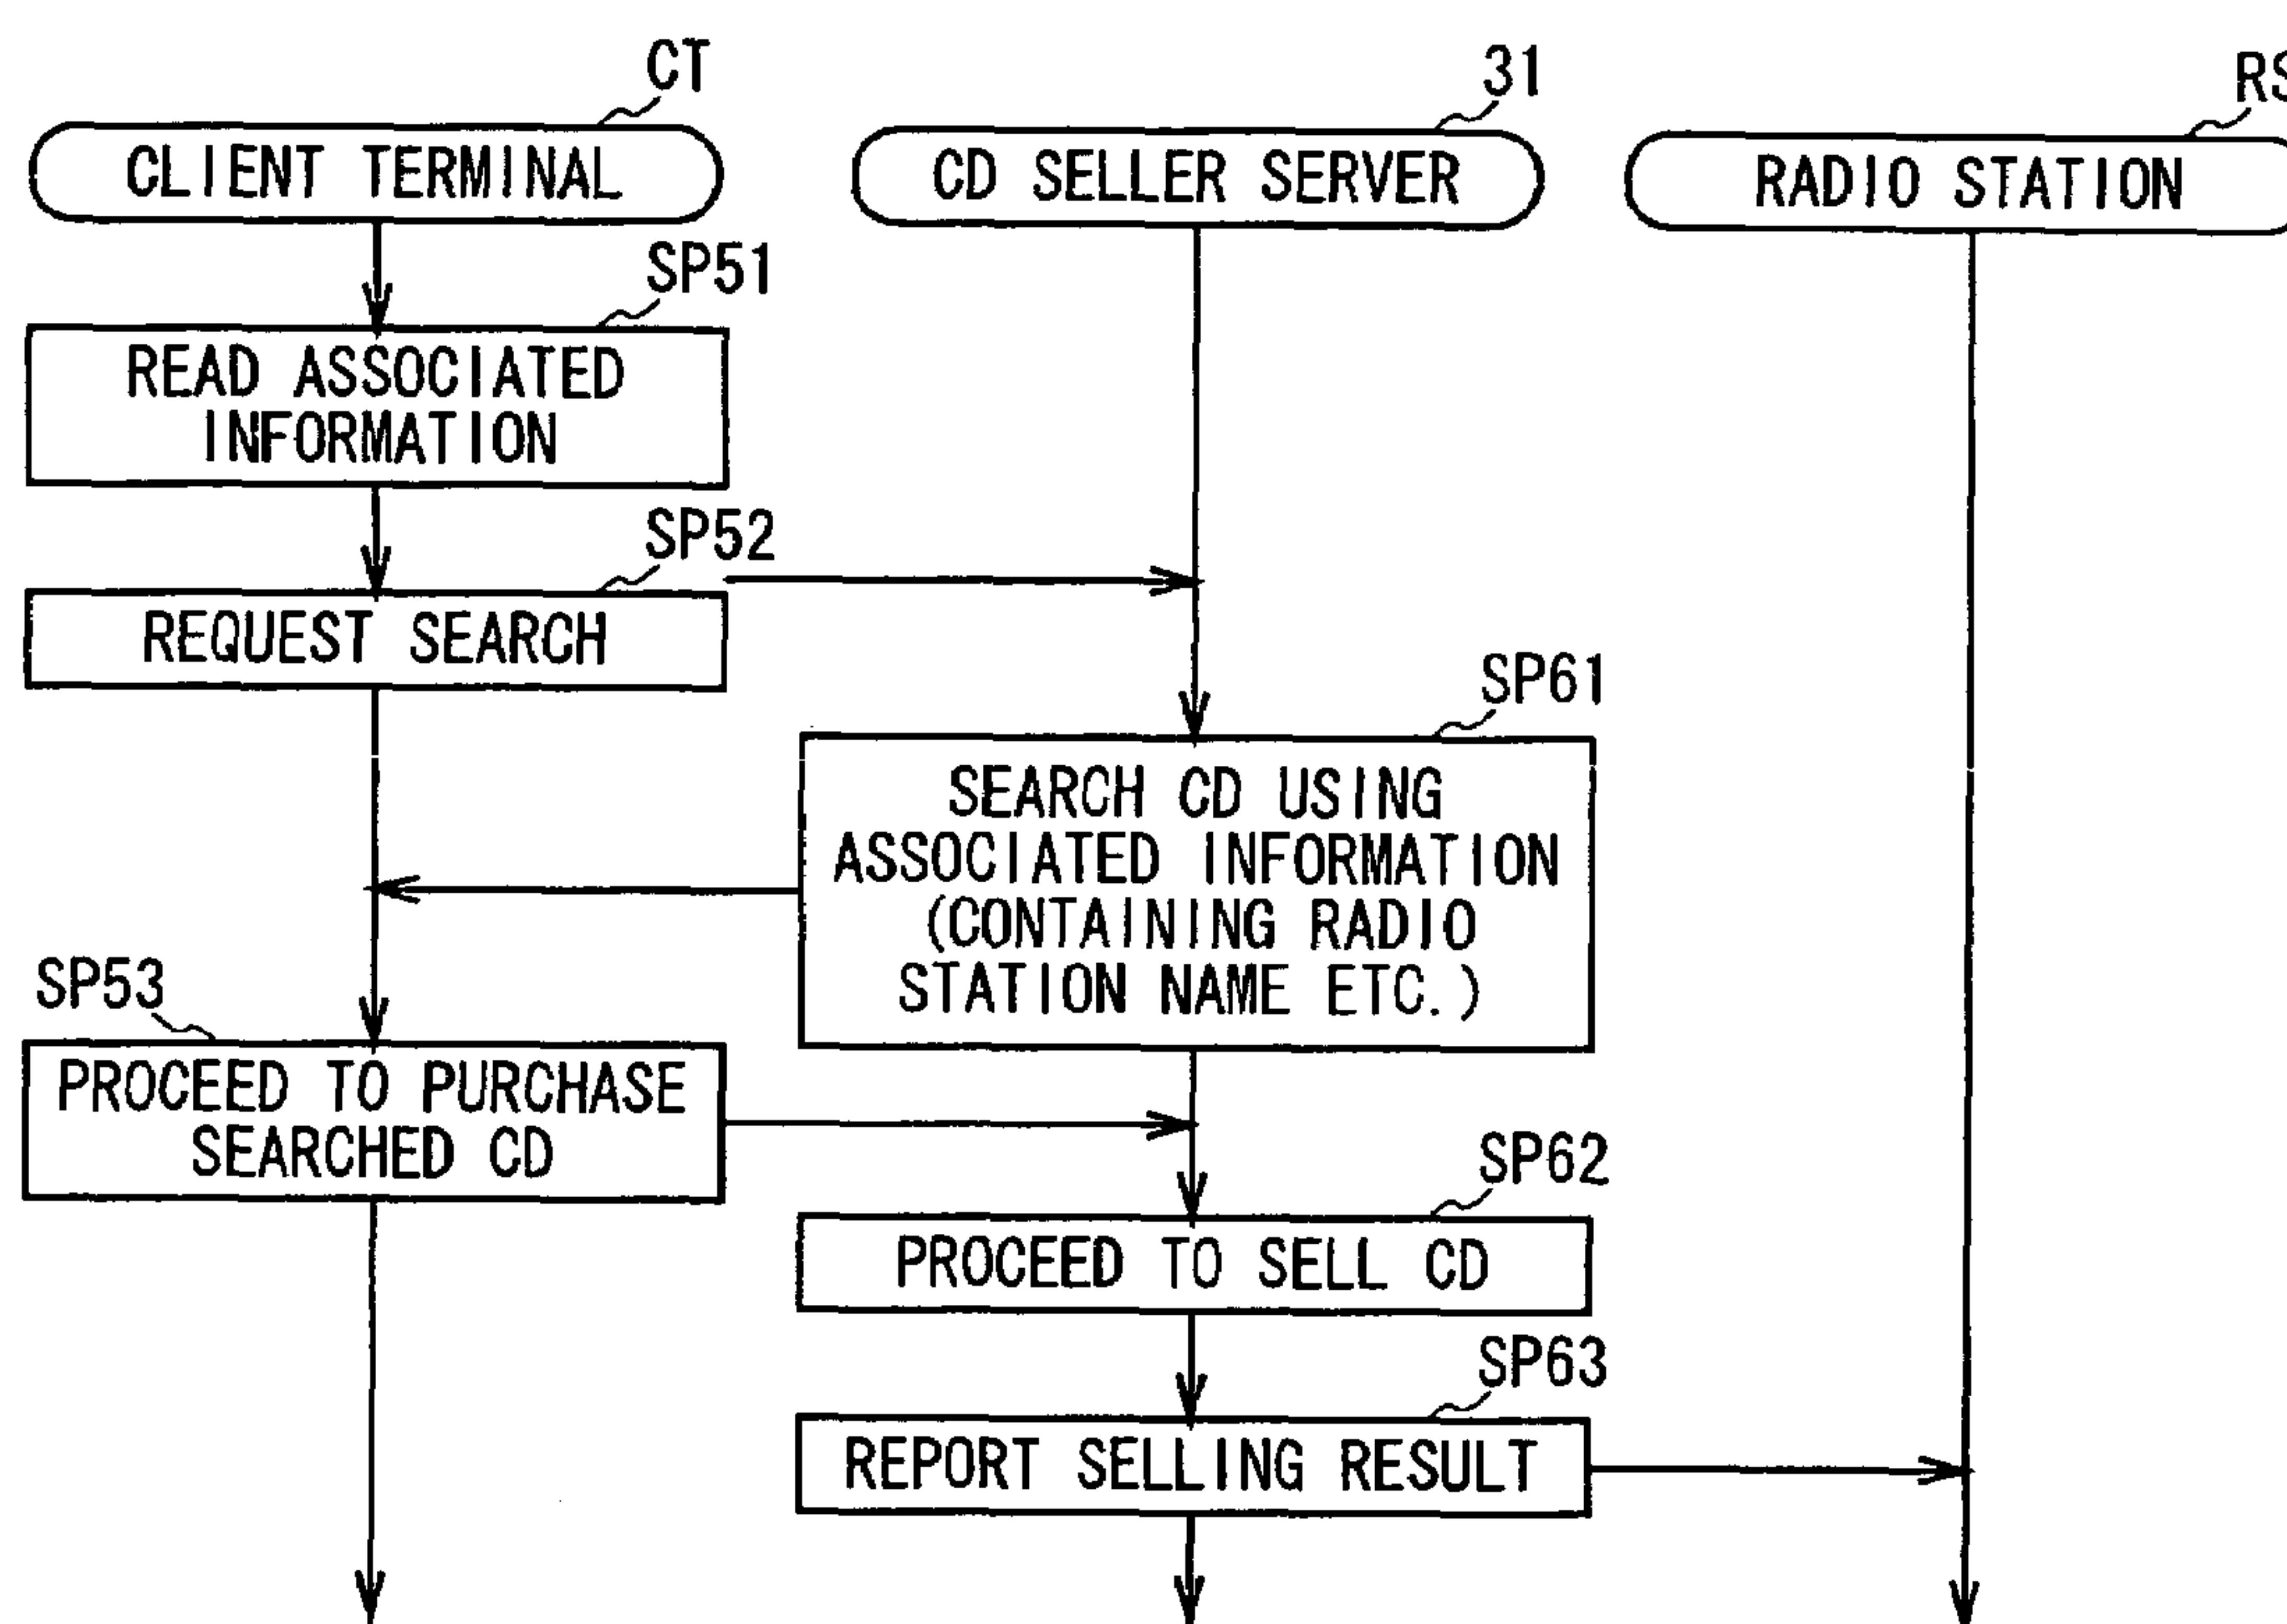 CT
31
RS
CLIENT TERMINAL
CD SELLER SERVER
RADIO STATION
SP51
READ ASSOCIATED
INFORMATION
SP52
REQUEST SEARCH
SP61
SEARCH CD USING
ASSOCIATED INFORMATION
(CONTAINING RADIO
STATION NAME ETC.)
SP53
PROCEED TO PURCHASE
SEARCHED CD
SP62
PROCEED TO SELL CD
SP63
REPORT SELLING RESULT